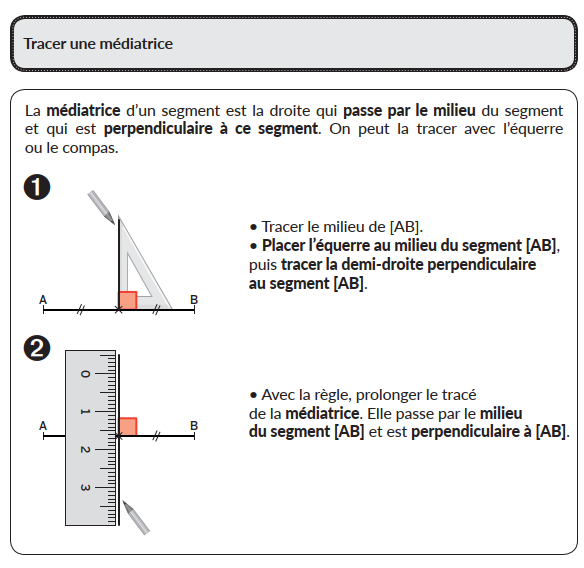 Tracer une médiatrice
La médiatrice d’un segment est la droite qui passe par le milieu du segment
et qui est perpendiculaire à ce segment. On peut la tracer avec l’équerre
ou le compas.
1
• Tracer le milieu de [AB].
• Placer l’équerre au milieu du segment [AB],
puis tracer la demi-droite perpendiculaire
au segment [AB].
A
B
2
• Avec la règle, prolonger le tracé
de la médiatrice. Elle passe par le milieu
du segment [AB] et est perpendiculaire à [AB].
A
B
0
1
2
3